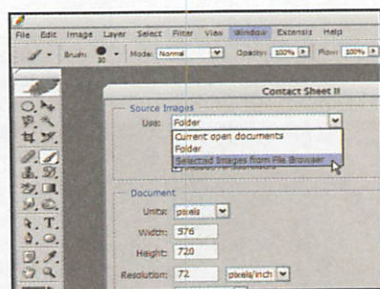 File Edit Image Layer Select Filter View Window Extensis Help
Brush: 20 Mode: Normal Opacity: 100% Flow: 100%
Contact Sheet II
Source Images
Use: Folder
Current open documents
Folder
Selected Images from File Browser
Document
Units: pixels
Width: 576
Height: 720
Resolution: 72 pixels/inch